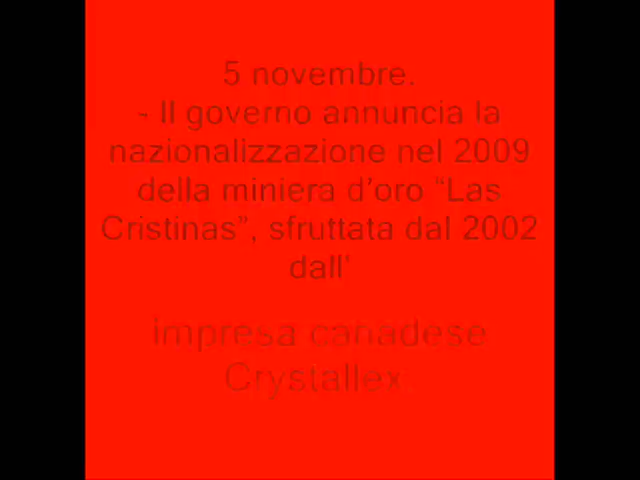 5 novembre.
- Il governo annuncia la
nazionalizzazione nel 2009
della miniera d’oro “Las
Cristinas”, sfruttata dal 2002
dall’
impresa canadese
Crystallex